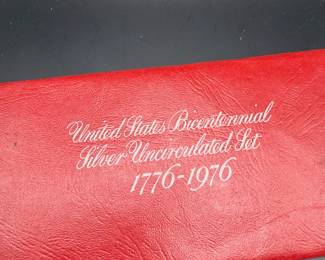 United States Bicentennial
Silver Uncirculated Set
1776-1976